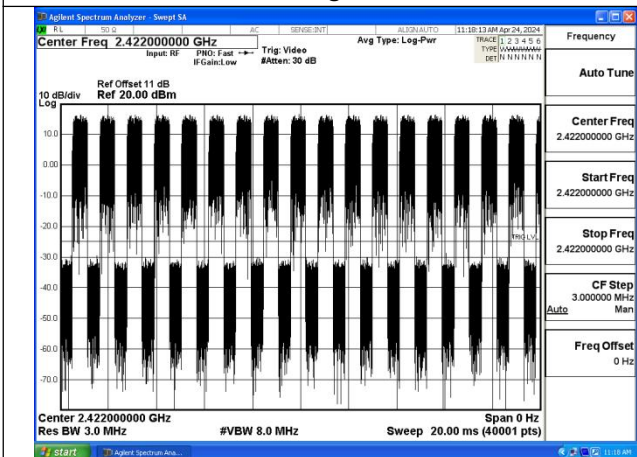 Agilent Spectrum Analyzer - Swept SA
RL 50 Ω AC SENSE:INT ALIGN AUTO 11:18:13 AM Apr 24, 2024
Center Freq 2.422000000 GHz
Input: RF PNO: Fast
IFGain:Low
Trig: Video
#Atten: 30 dB
Avg Type: Log-Pwr
TRACE 1 2 3 4 5 6
TYPE
DET N N N N N N
Ref Offset 11 dB
10 dB/div Ref 20.00 dBm
Log
10.0
0.00
-10.0
-20.0
TRIG LVL
-30.0
-40.0
-50.0
-60.0
-70.0
Center 2.422000000 GHz Span 0 Hz
Res BW 3.0 MHz #VBW 8.0 MHz Sweep 20.00 ms (40001 pts)
Frequency
Auto Tune
Center Freq
2.422000000 GHz
Start Freq
2.422000000 GHz
Stop Freq
2.422000000 GHz
CF Step
3.000000 MHz
Auto Man
Freq Offset
0 Hz
start Agilent Spectrum Ana... 11:18 AM